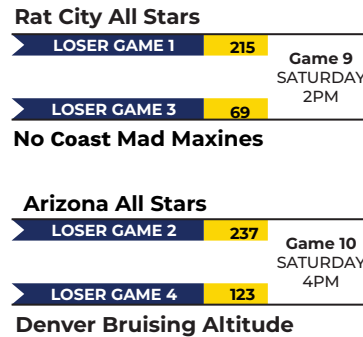 Rat City All Stars
LOSER GAME 1 215
Game 9
SATURDAY
2PM
LOSER GAME 3 69
No Coast Mad Maxines
Arizona All Stars
LOSER GAME 2 237
Game 10
SATURDAY
4PM
LOSER GAME 4 123
Denver Bruising Altitude